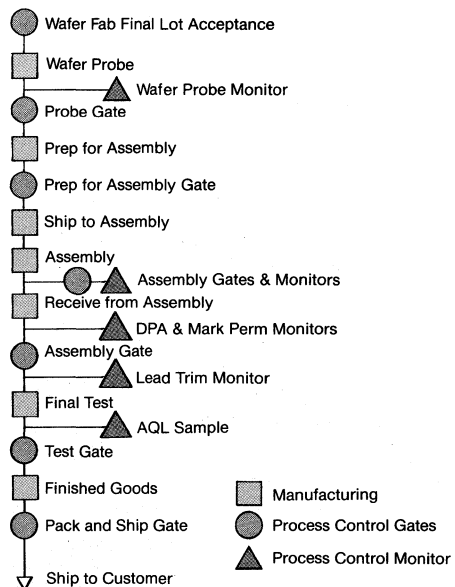 Wafer Fab Final Lot Acceptance
Wafer Probe
Wafer Probe Monitor
Probe Gate
Prep for Assembly
Prep for Assembly Gate
Ship to Assembly
Assembly
Assembly Gates & Monitors
Receive from Assembly
DPA & Mark Perm Monitors
Assembly Gate
Lead Trim Monitor
Final Test
AQL Sample
Test Gate
Finished Goods
Manufacturing
Pack and Ship Gate
Process Control Gates
Process Control Monitor
Ship to Customer